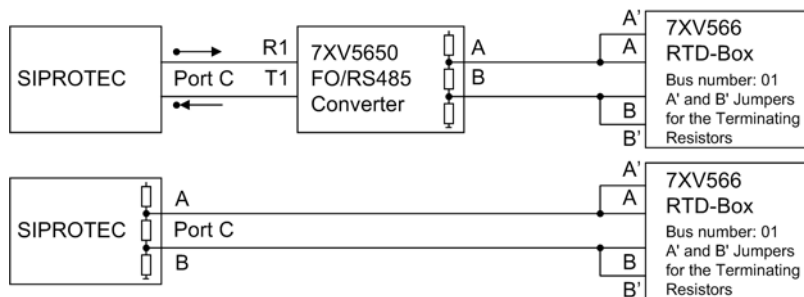 SIPROTEC
Port C
R1
T1
7XV5650
FO/RS485
Converter
A
B
A'
A
B
B'
7XV566
RTD-Box
Bus number: 01
A' and B' Jumpers
for the Terminating
Resistors
SIPROTEC
A
Port C
B
A'
A
B
B'
7XV566
RTD-Box
Bus number: 01
A' and B' Jumpers
for the Terminating
Resistors